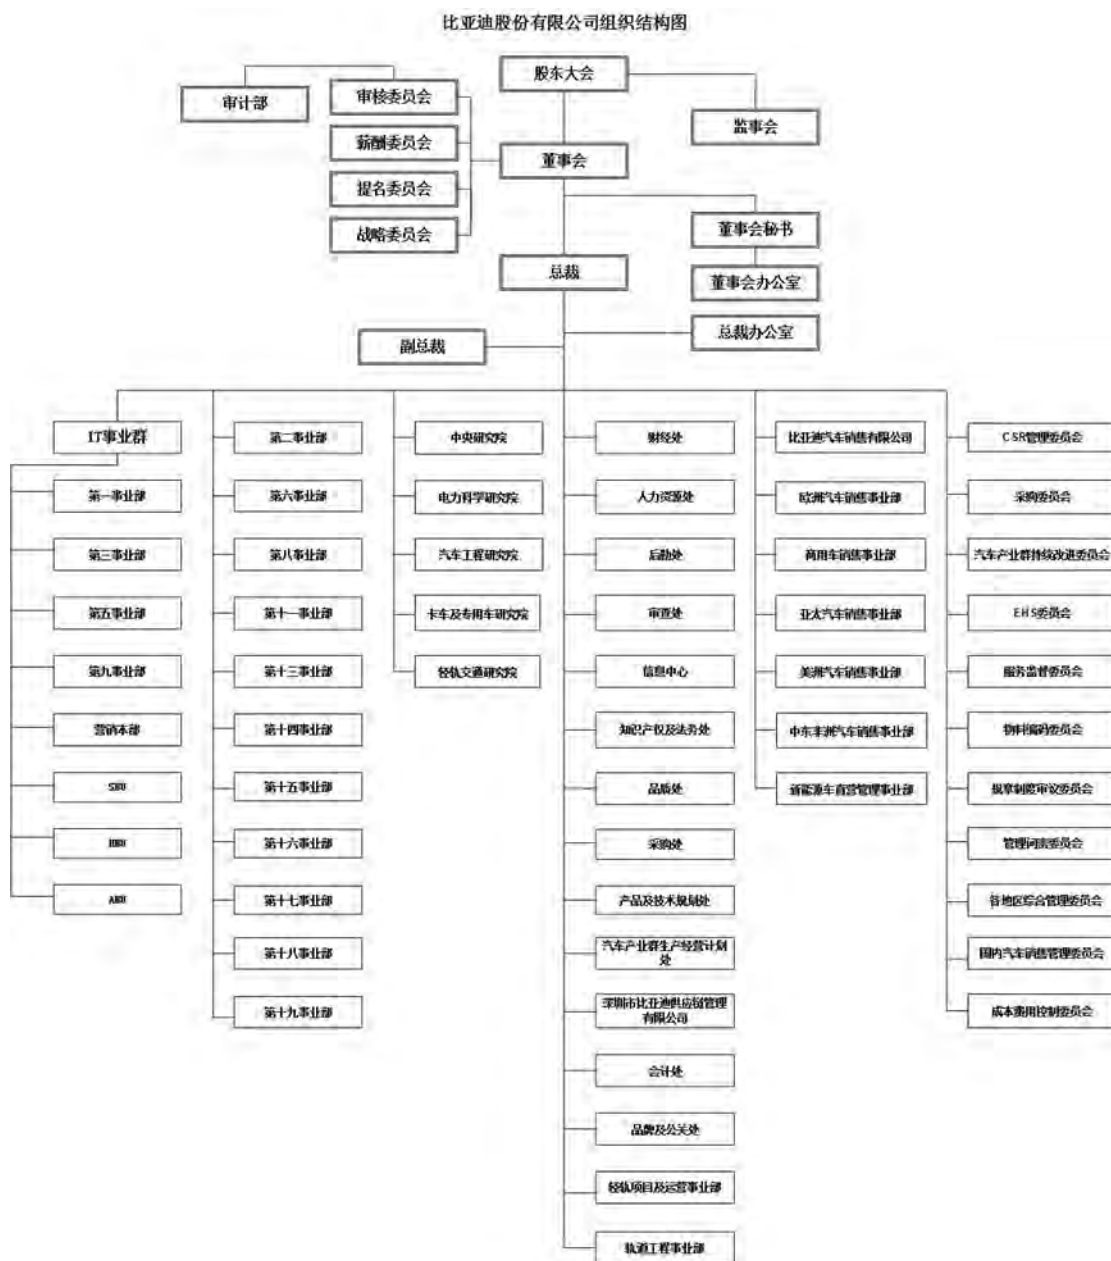 比亚迪股份有限公司组织结构图
股东大会
审计部
审核委员会
监事会
薪酬委员会
董事会
提名委员会
战略委员会
董事会秘书
总裁
董事会办公室
总裁办公室
副总裁
IT事业群
第一事业部
第三事业部
第五事业部
第九事业部
营销本部
第二事业部
第六事业部
第八事业部
第十一事业部
第十三事业部
第十四事业部
第十五事业部
第十六事业部
第十七事业部
第十八事业部
第十九事业部
中央研究院
电力科学研究院
汽车工程研究院
卡车及专用车研究院
轻轨交通研究院
财经处
人力资源处
后勤处
审查处
信息中心
知识产权及法务处
品质处
采购处
产品及技术规划处
汽车产业群生产经营计划
处
深圳市比亚迪供应链管理
有限公司
会计处
品牌及公关处
轻轨项目及运营事业部
轨道工程事业部
比亚迪汽车销售有限公司
欧洲汽车销售事业部
商用车销售事业部
亚太汽车销售事业部
美洲汽车销售事业部
中东非洲汽车销售事业部
新能源车直营管理事业部
CSR管理委员会
采购委员会
汽车产业群持续改进委员会
EHS委员会
服务监督委员会
物料编码委员会
规章制度审议委员会
管理问责委员会
各地区综合管理委员会
国内汽车销售管理委员会
成本费用控制委员会